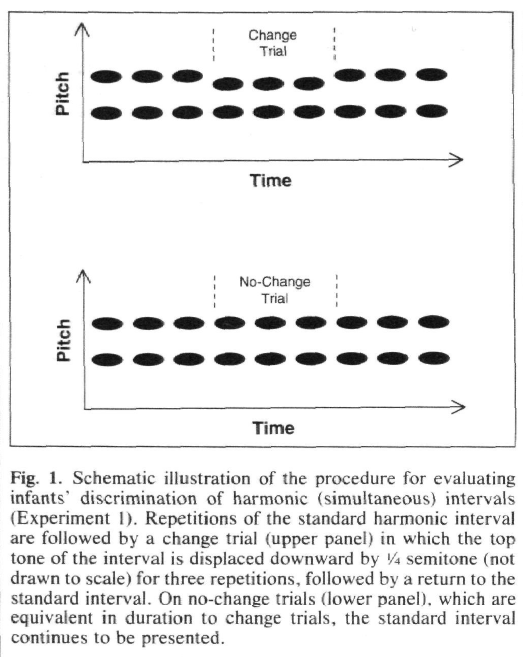 Change
Trial
Pitch
Time
No-Change
Trial
Pitch
Time
Fig. 1. Schematic illustration of the procedure for evaluating
infants' discrimination of harmonic (simultaneous) intervals
(Experiment 1). Repetitions of the standard harmonic interval
are followed by a change trial (upper panel) in which the top
tone of the interval is displaced downward by ¼ semitone (not
drawn to scale) for three repetitions, followed by a return to the
standard interval. On no-change trials (lower panel), which are
equivalent in duration to change trials, the standard interval
continues to be presented.